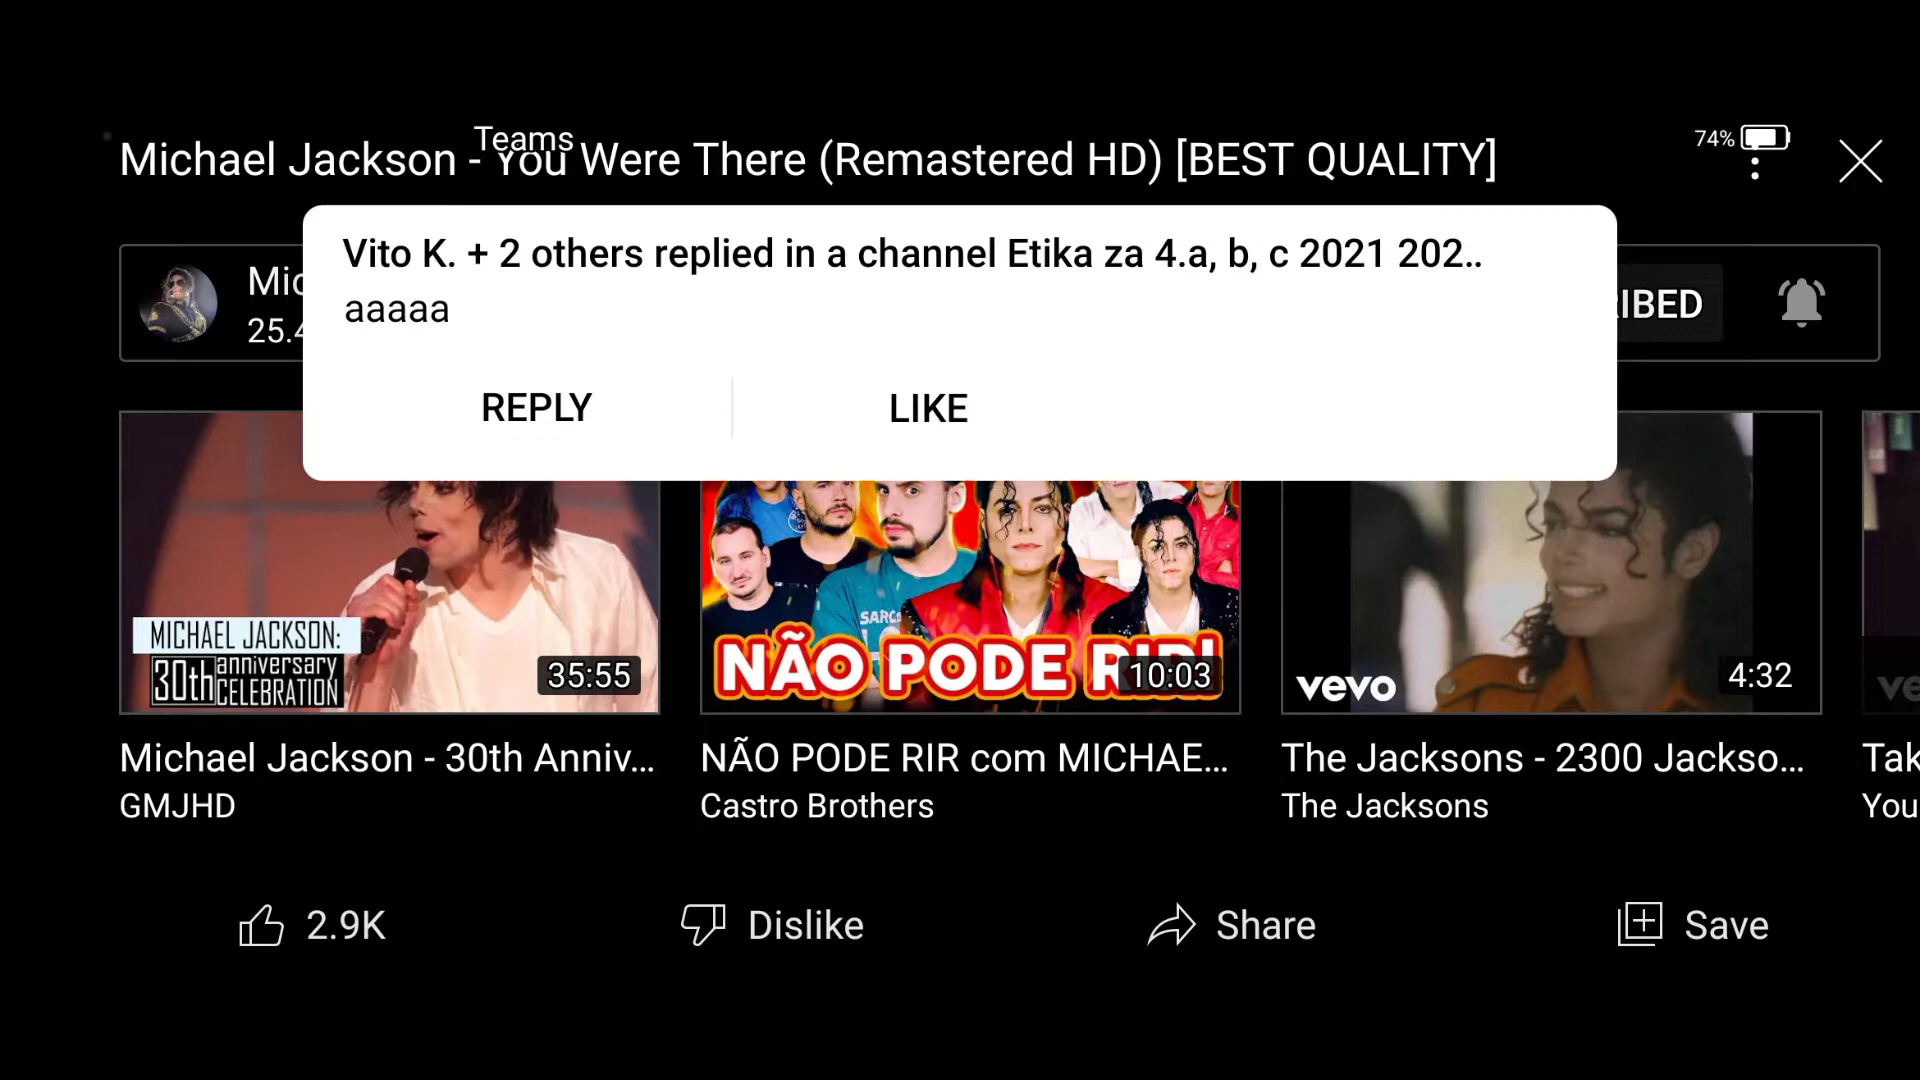 Teams
74%
Michael Jackson - You Were There (Remastered HD) [BEST QUALITY]
Vito K. + 2 others replied in a channel Etika za 4.a, b, c 2021 202..
aaaaa
REPLY
LIKE
Mic
25.4
RIBED
SARC
MICHAEL JACKSON:
30th anniversary CELEBRATION
35:55
NÃO PODE RIR!
10:03
vevo
4:32
ve
Michael Jackson - 30th Anniv...
GMJHD
NÃO PODE RIR com MICHAE...
Castro Brothers
The Jacksons - 2300 Jackso...
The Jacksons
Tak
You
2.9K
Dislike
Share
Save